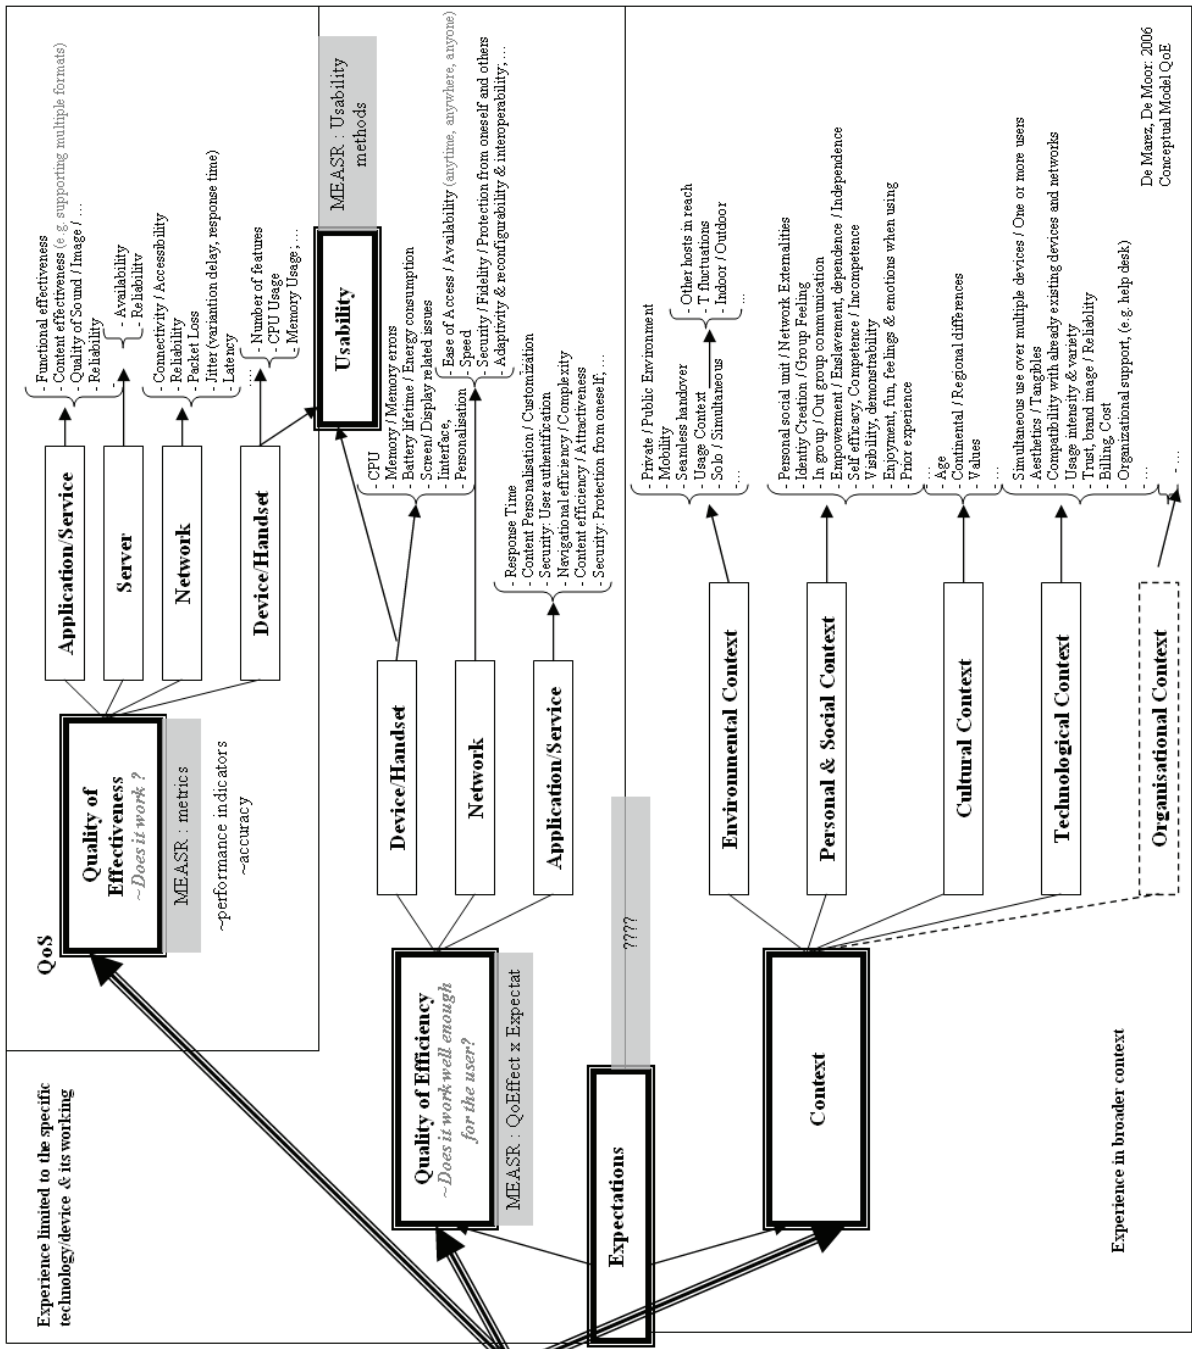 Experience limited to the specific
technology/device & its working
QoS
Quality of
Effectiveness
~Does it work ?
MEASR : metrics
~performance indicators
~accuracy
Application/Service
- Functional effectiveness
- Content effectiveness (e.g. supporting multiple formats)
- Quality of Sound / Image / …
- Reliability
-
Server
- Availability
- Reliability
Network
- Connectivity / Accessability
- Reliability
- Packet Loss
- Jitter (variantion delay, response time)
- Latency
….
Device/Handset
- Number of features
- CPU Usage
Memory Usage; …
Usability
MEASR : Usability
methods
Quality of Efficiency
~Does it work well enough
for the user?
MEASR : QoEffect x Expectat
Device/Handset
- CPU
- Memory / Memory errors
- Battery lifetime / Energy consumption
- Screen/ Display related issues
- Interface,
- Personalisation
Network
- Ease of Access / Availability (anytime, anywhere, anyone)
- Speed
- Security / Fidelity / Protection from oneself and others
- Adaptivity & reconfigurability & interoperability; …
Application/Service
- Response Time
- Content Personalisation / Customization
- Security: User authentification
- Navigational efficiency / Complexity
- Content efficiency / Attractiveness
- Security: Protection from oneself; …
Expectations
????
Context
Environmental Context
- Private / Public Environment
- Mobility
- Seamless handover
- Usage Context
- Solo / Simultaneous
…
- Other hosts in reach
- T fluctuations
- Indoor / Outdoor
…
Personal & Social Context
- Personal social unit / Network Externalities
- Identiy Creation / Group Feeling
- In group / Out group communication
- Empowerment / Enslavement, dependence / Independence
- Self efficacy, Competence / Incompetence
- Visibility, demonstrability
- Enjoyment, fun, feelings & emotions when using
- Prior experience
…
Cultural Context
- Age
- Continental / Regional differences
- Values
…
Technological Context
- Simultaneous use over multiple devices / One or more users
- Aesthetics / Tangibles
- Compatibility with already existing devices and networks
- Usage intensity & variety
- Trust, brand image / Reliablity
- Billing, Cost
- Organizational support, (e.g. help desk)
…
Organisational Context
- …
Experience in broader context
De Marez, De Moor: 2006
Conceptual Model QoE